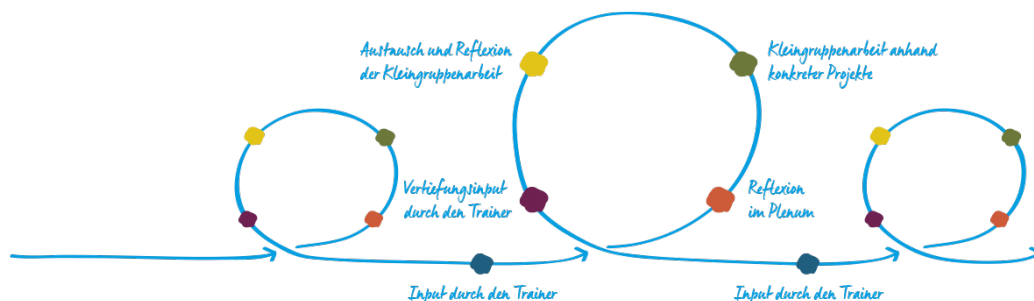 Austausch und Reflexion
der Kleingruppenarbeit
Kleingruppenarbeit anhand
konkreter Projekte
Vertiefungsinput
durch den Trainer
Reflexion
im Plenum
Input durch den Trainer
Input durch den Trainer